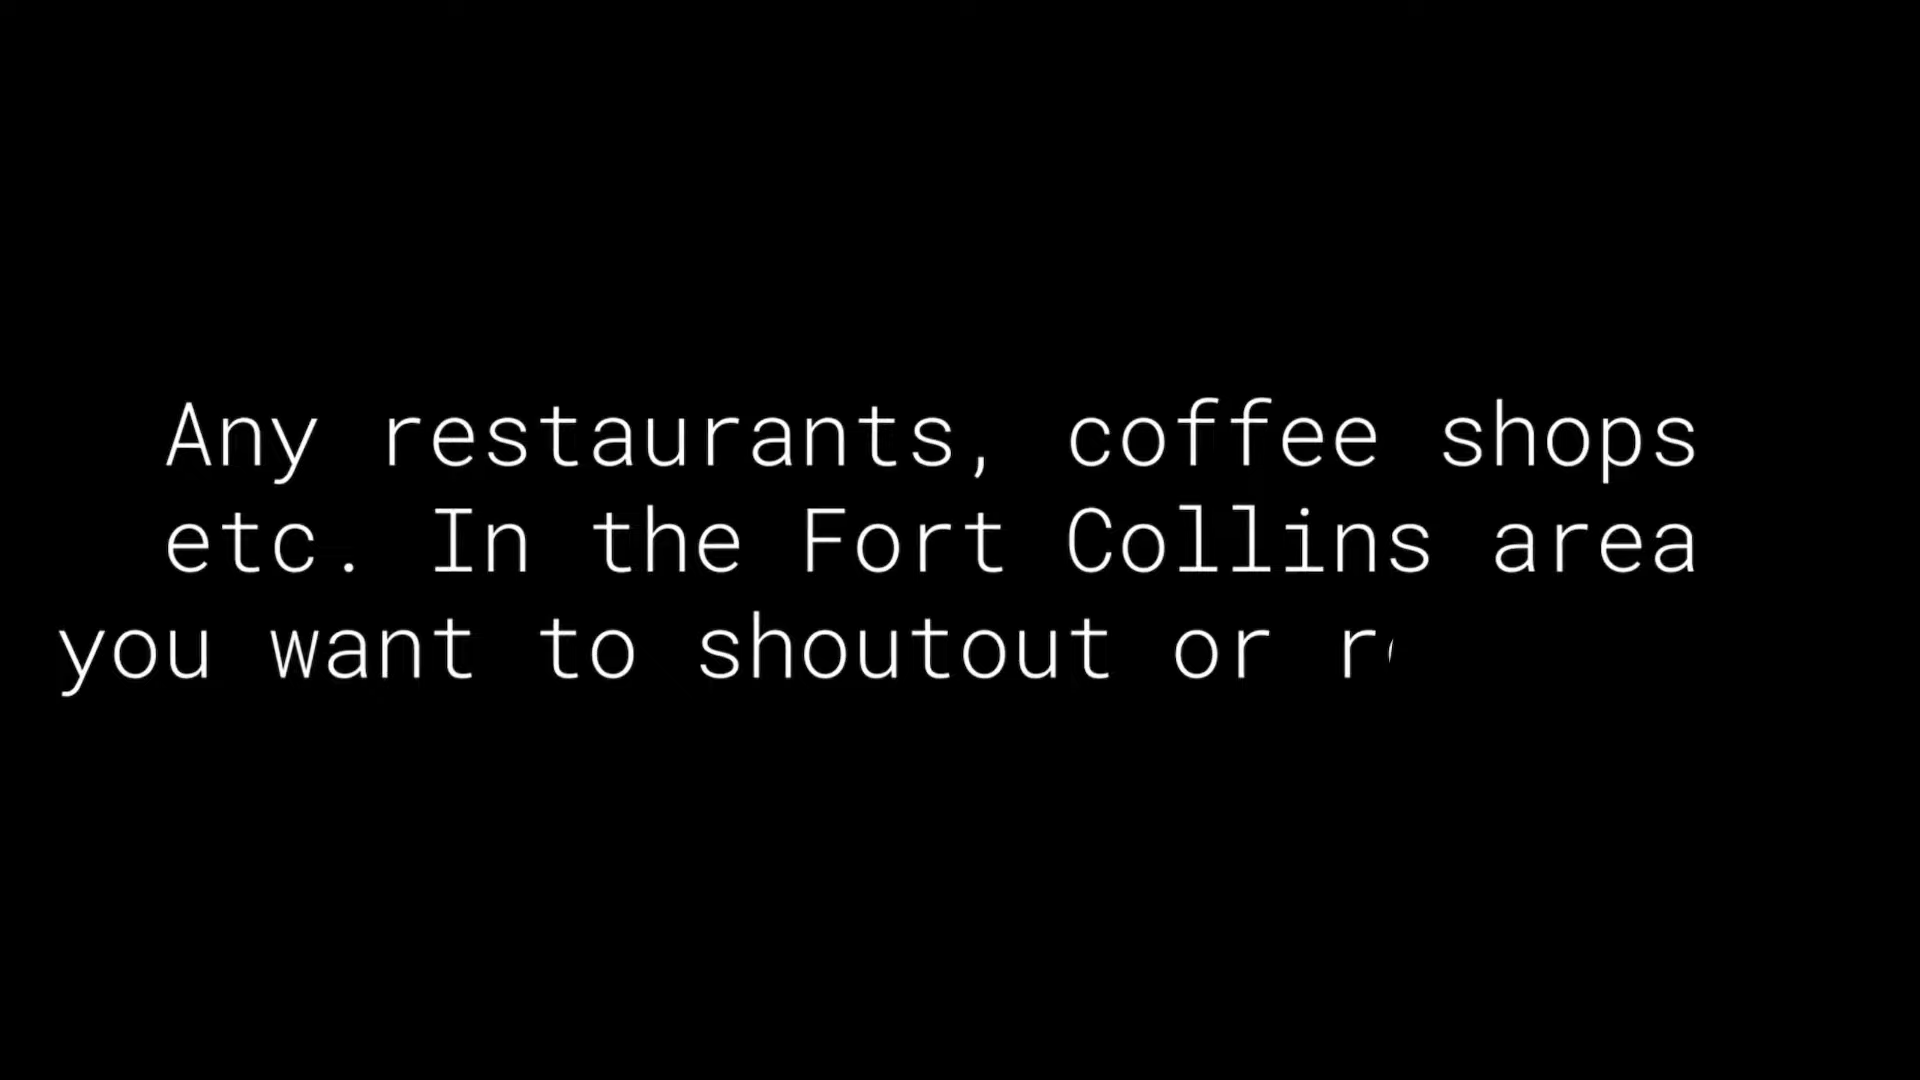 Any restaurants, coffee shops
etc. In the Fort Collins area
you want to shoutout or